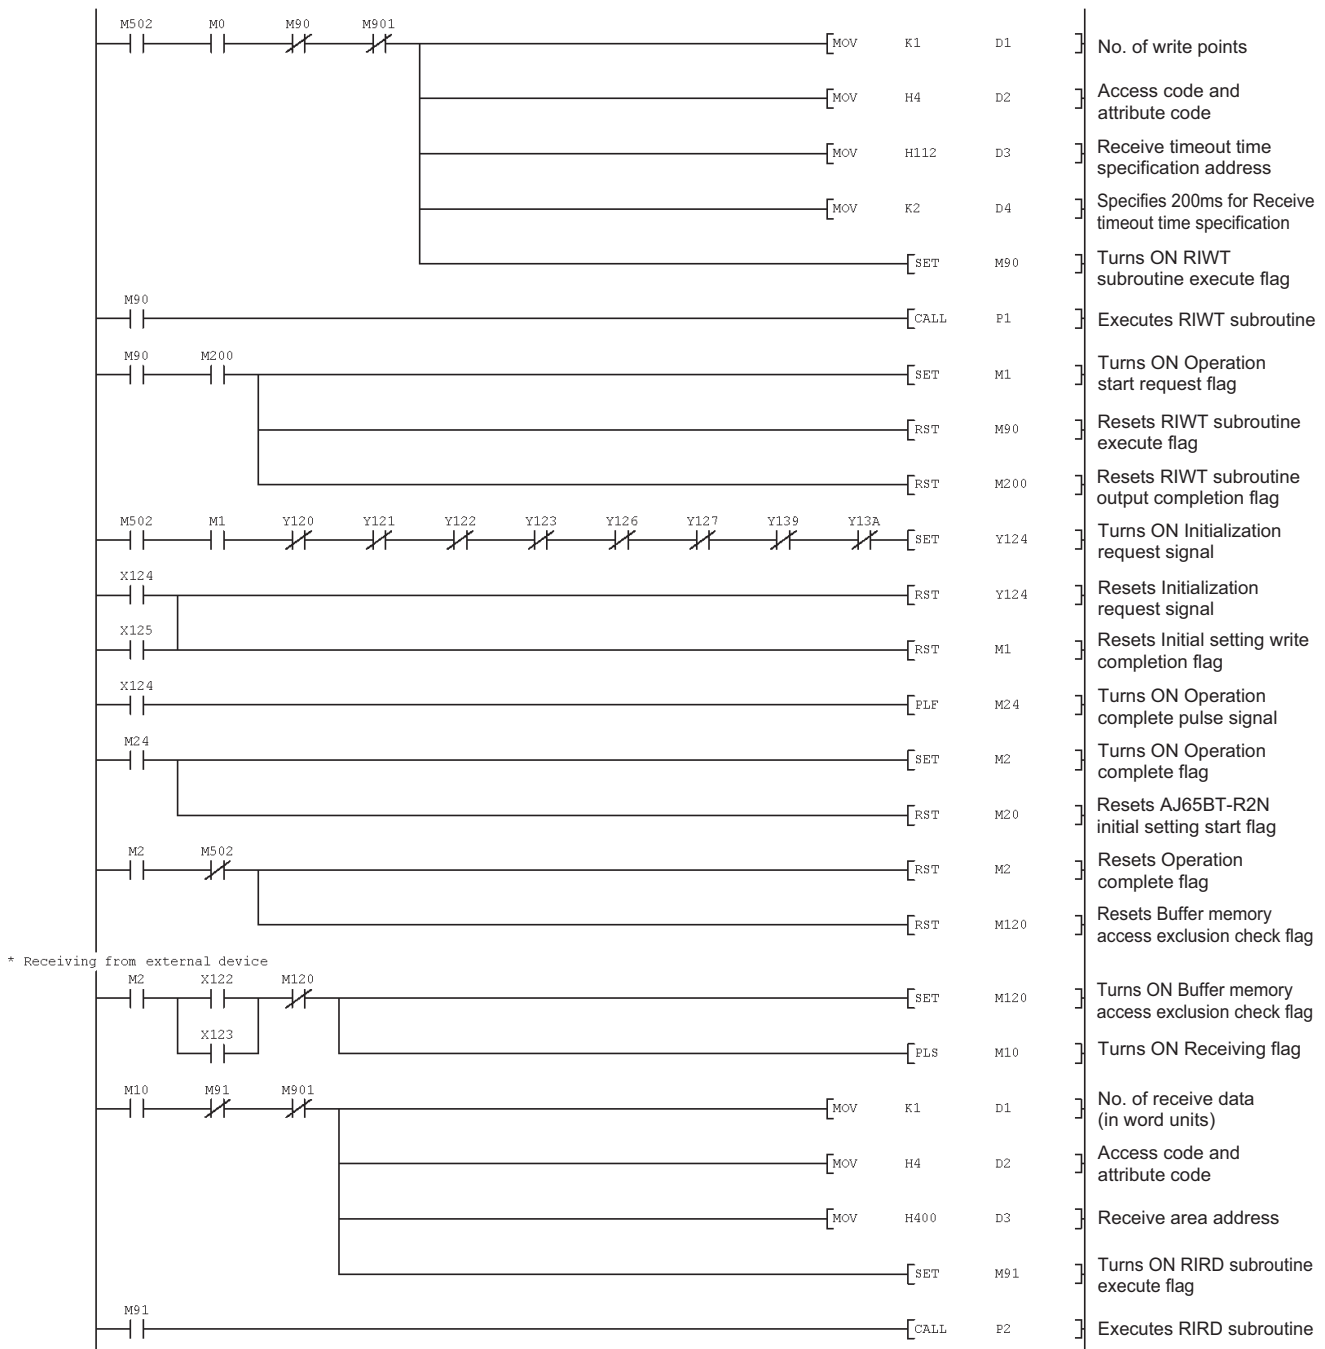 M502 M0 M90 M901
MOV K1 D1 No. of write points
MOV H4 D2 Access code and
attribute code
MOV H112 D3 Receive timeout time
specification address
MOV K2 D4 Specifies 200ms for Receive
timeout time specification
SET M90 Turns ON RIWT
subroutine execute flag
M90
CALL P1 Executes RIWT subroutine
M90 M200
SET M1 Turns ON Operation
start request flag
RST M90 Resets RIWT subroutine
execute flag
RST M200 Resets RIWT subroutine
output completion flag
M502 M1 Y120 Y121 Y122 Y123 Y126 Y127 Y139 Y13A
SET Y124 Turns ON Initialization
request signal
X124
RST Y124 Resets Initialization
request signal
X125
RST M1 Resets Initial setting write
completion flag
X124
PLF M24 Turns ON Operation
complete pulse signal
M24
SET M2 Turns ON Operation
complete flag
RST M20 Resets AJ65BT-R2N
initial setting start flag
M2 M502
RST M2 Resets Operation
complete flag
RST M120 Resets Buffer memory
access exclusion check flag
* Receiving from external device
M2 X122 M120
SET M120 Turns ON Buffer memory
access exclusion check flag
X123
PLS M10 Turns ON Receiving flag
M10 M91 M901
MOV K1 D1 No. of receive data
(in word units)
MOV H4 D2 Access code and
attribute code
MOV H400 D3 Receive area address
SET M91 Turns ON RIRD subroutine
execute flag
M91
CALL P2 Executes RIRD subroutine